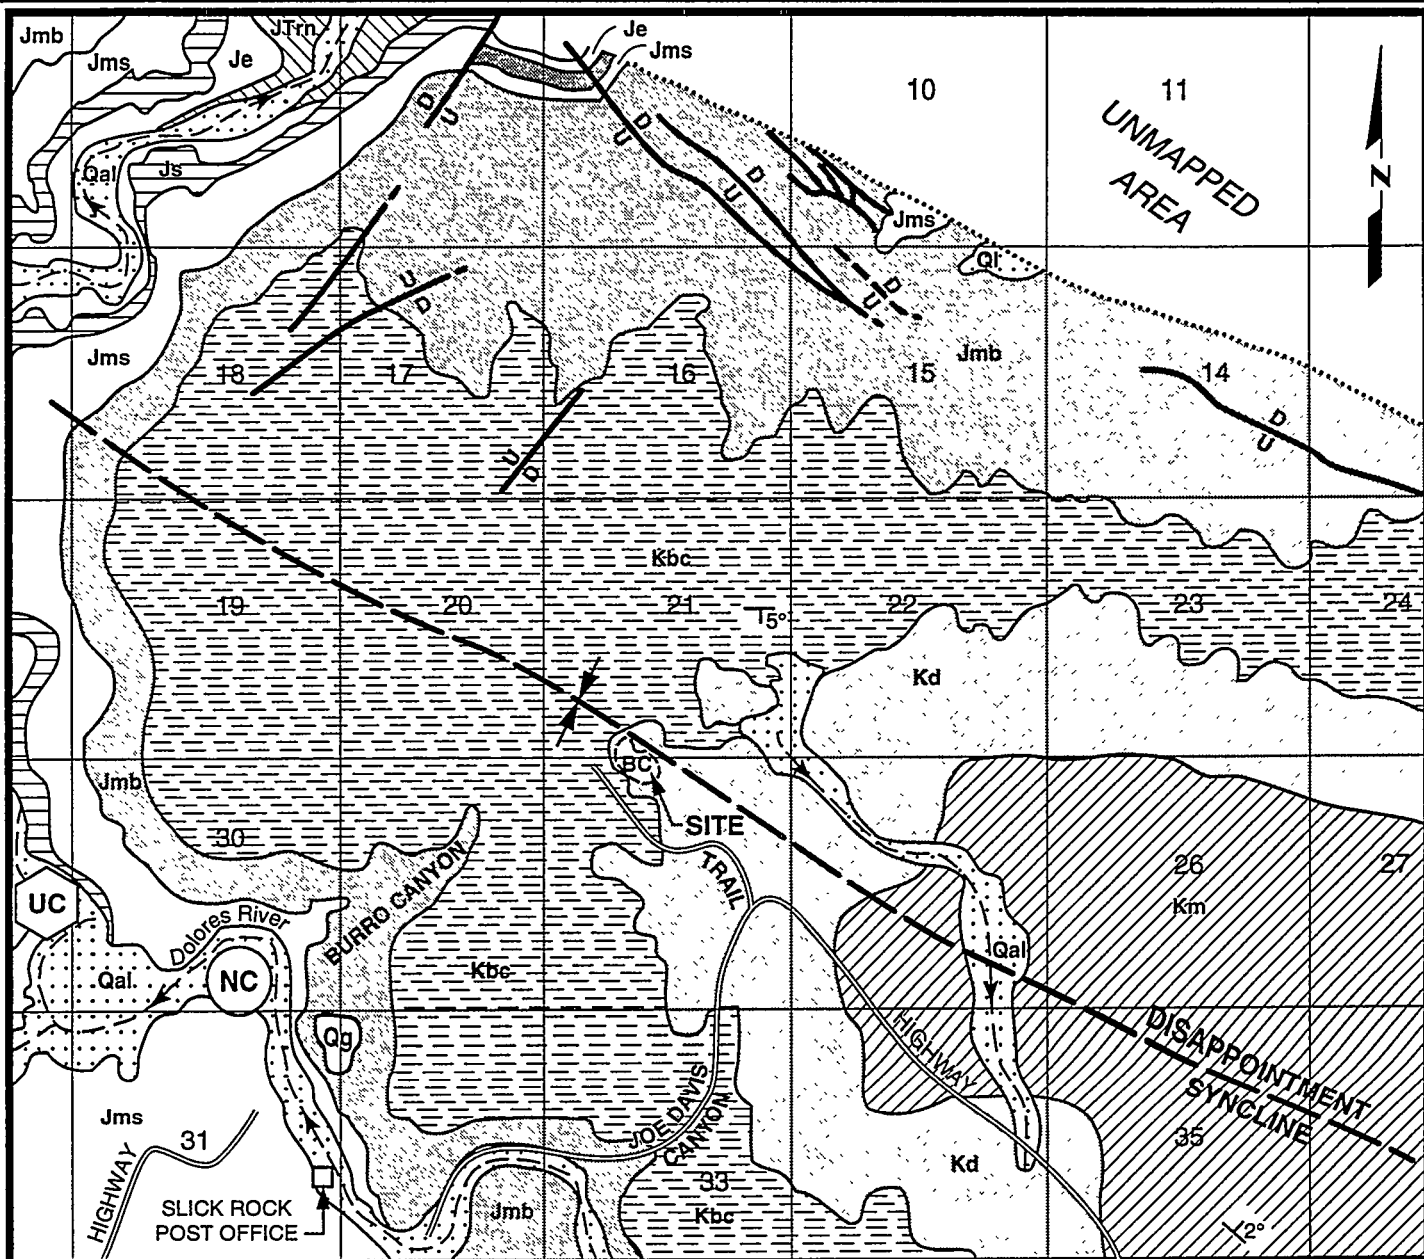 Jmb
Jms
Je
JTrn
Je
Jms
10
11
UNMAPPED
AREA
N
D
U
D
U
D
U
Qal
Js
Jms
Ql
U
D
D
U
Jms
18
17
16
15
Jmb
14
D
U
U
D
Kbc
19
20
21
5°
22
23
24
Kd
Jmb
BC
SITE
30
TRAIL
26
27
Km
UC
Dolores River
BURRO CANYON
Qal.
NC
Kbc
Qal
Qg
HIGHWAY
DISAPPOINTMENT
SYNCLINE
Jms
31
HIGHWAY
JOE DAVIS
CANYON
35
SLICK ROCK
POST OFFICE
Jmb
33
Kbc
Kd
2°